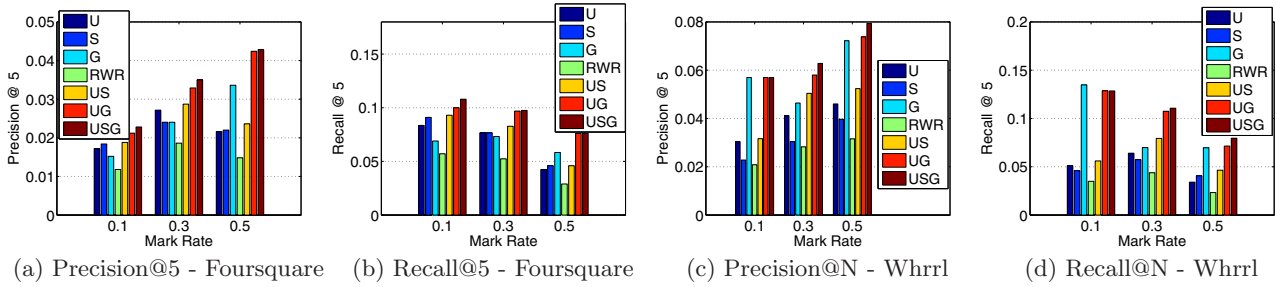 0.05
0.04
0.03
0.02
0.01
0
Precision @ 5
U
S
G
RWR
US
UG
USG
0.1 0.3 0.5
Mark Rate
(a) Precision@5 - Foursquare
0.15
0.1
0.05
0
Recall @ 5
U
S
G
RWR
US
UG
USG
0.1 0.3 0.5
Mark Rate
(b) Recall@5 - Foursquare
0.08
0.06
0.04
0.02
0
Precision @ 5
U
S
G
RWR
US
UG
USG
0.1 0.3 0.5
Mark Rate
(c) Precision@N - Whrrl
0.2
0.15
0.1
0.05
0
Recall @ 5
U
S
G
RWR
US
UG
USG
0.1 0.3 0.5
Mark Rate
(d) Recall@N - Whrrl